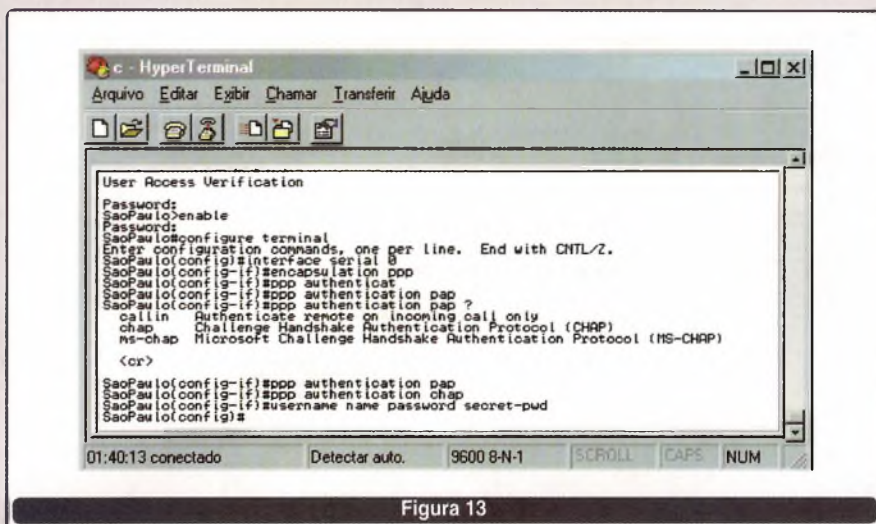 c - HyperTerminal
Arquivo Editar Exibir Chamar Transferir Ajuda
User Access Verification
Password:
SaoPaulo>enable
Password:
SaoPaulo#configure terminal
Enter configuration commands, one per line. End with CNTL/Z.
SaoPaulo(config)#interface serial 0
SaoPaulo(config-if)#encapsulation ppp
SaoPaulo(config-if)#ppp authenticat
SaoPaulo(config-if)#ppp authentication pap
SaoPaulo(config-if)#ppp authentication pap ?
callin Authenticate remote on incoming call only
chap Challenge Handshake Authentication Protocol (CHAP)
ms-chap Microsoft Challenge Handshake Authentication Protocol (MS-CHAP)
<cr>
SaoPaulo(config-if)#ppp authentication pap
SaoPaulo(config-if)#ppp authentication chap
SaoPaulo(config-if)#username name password secret-pwd
SaoPaulo(config)#
01:40:13 conectado Detectar auto. 9600 8-N-1 SCROLL CAPS NUM
Figura 13